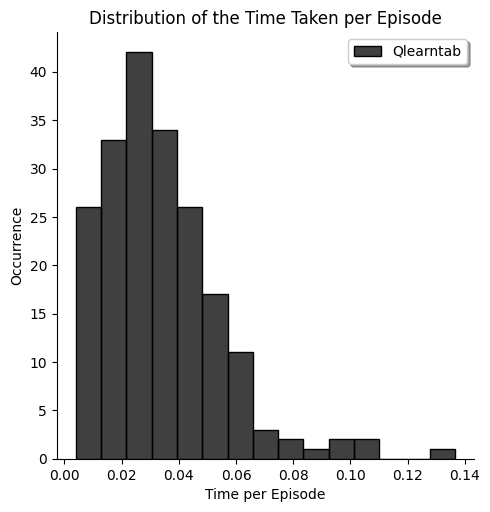 Distribution of the Time Taken per Episode
Qlearntab
Occurrence
40
35
30
25
20
15
10
5
0
0.00 0.02 0.04 0.06 0.08 0.10 0.12 0.14
Time per Episode